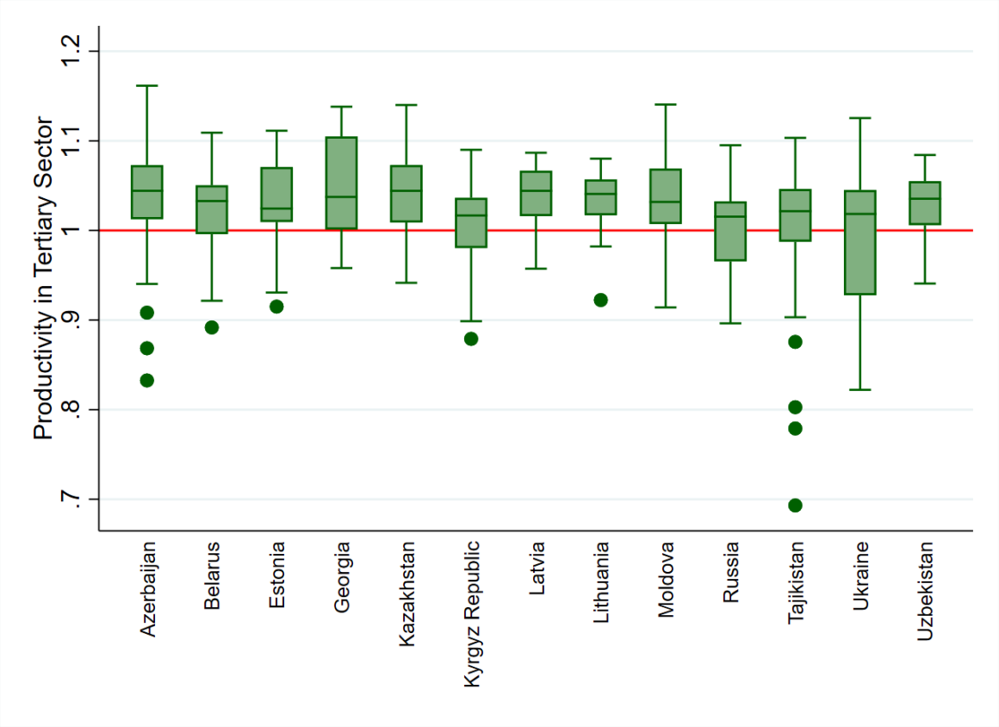 Productivity in Tertiary Sector
1.2
1.1
1
.9
.8
.7
Azerbaijan
Belarus
Estonia
Georgia
Kazakhstan
Kyrgyz Republic
Latvia
Lithuania
Moldova
Russia
Tajikistan
Ukraine
Uzbekistan